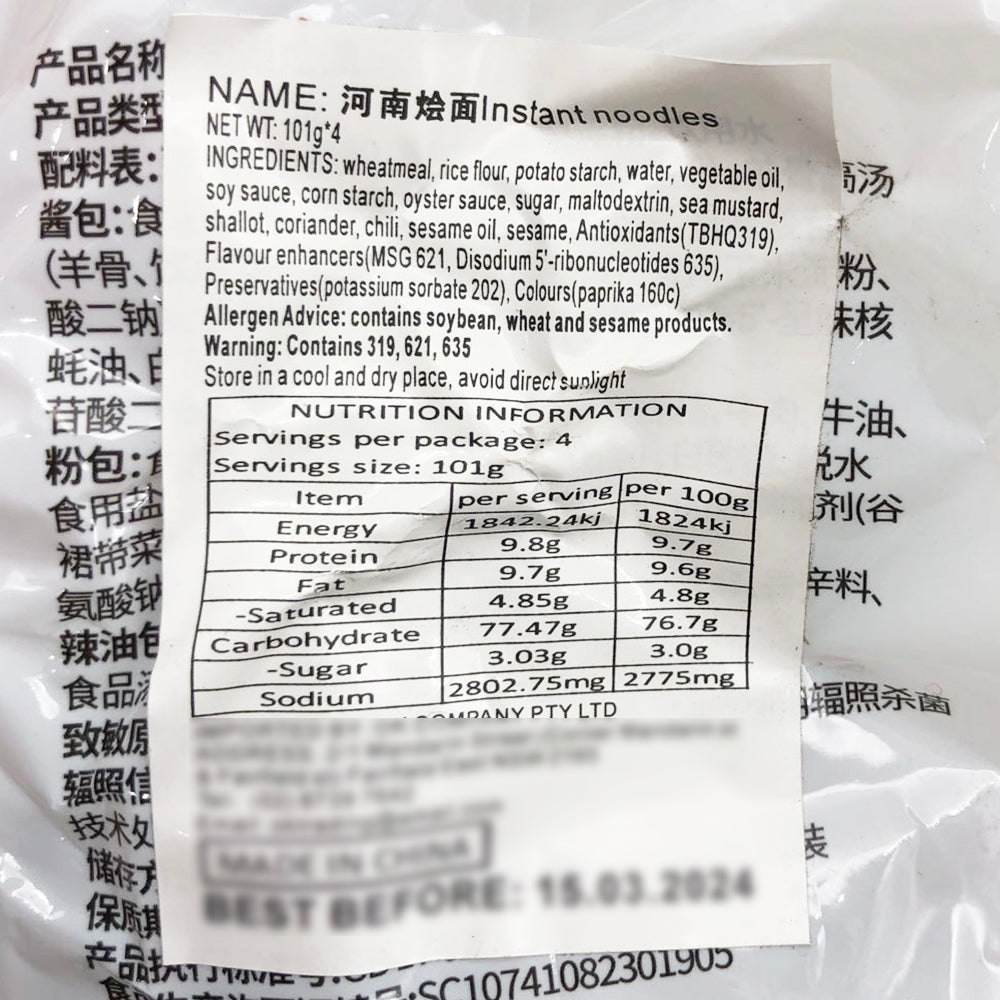 NAME: 河南烩面Instant noodles
NET WT: 101g*4
INGREDIENTS: wheatmeal, rice flour, potato starch, water, vegetable oil,
soy sauce, corn starch, oyster sauce, sugar, maltodextrin, sea mustard,
shallot, coriander, chili, sesame oil, sesame, Antioxidants(TBHQ319),
Flavour enhancers(MSG 621, Disodium 5'-ribonucleotides 635),
Preservatives(potassium sorbate 202), Colours(paprika 160c)
Allergen Advice: contains soybean, wheat and sesame products.
Warning: Contains 319, 621, 635
Store in a cool and dry place, avoid direct sunlight
NUTRITION INFORMATION
Servings per package: 4
Servings size: 101g
Item per serving per 100g
Energy 1842.24kj 1824kj
Protein 9.8g 9.7g
Fat 9.7g 9.6g
-Saturated 4.85g 4.8g
Carbohydrate 77.47g 76.7g
-Sugar 3.03g 3.0g
Sodium 2802.75mg 2775mg
COMPANY PTY LTD
MADE IN CHINA
BEST BEFORE: 15.03.2024
产品名称
产品类型
配料表: 高汤
酱包:食
(羊骨、 粉、
酸二钠 味核
蚝油、白
苷酸二 牛油、
粉包: 脱水
食用盐 剂(谷
裙带菜
氨酸钠 辛料、
辣油包
食品添
致敏原 辐照杀菌
辐照信
技术处
储存方 装
保质期
产品执行标准号:
SC10741082301905